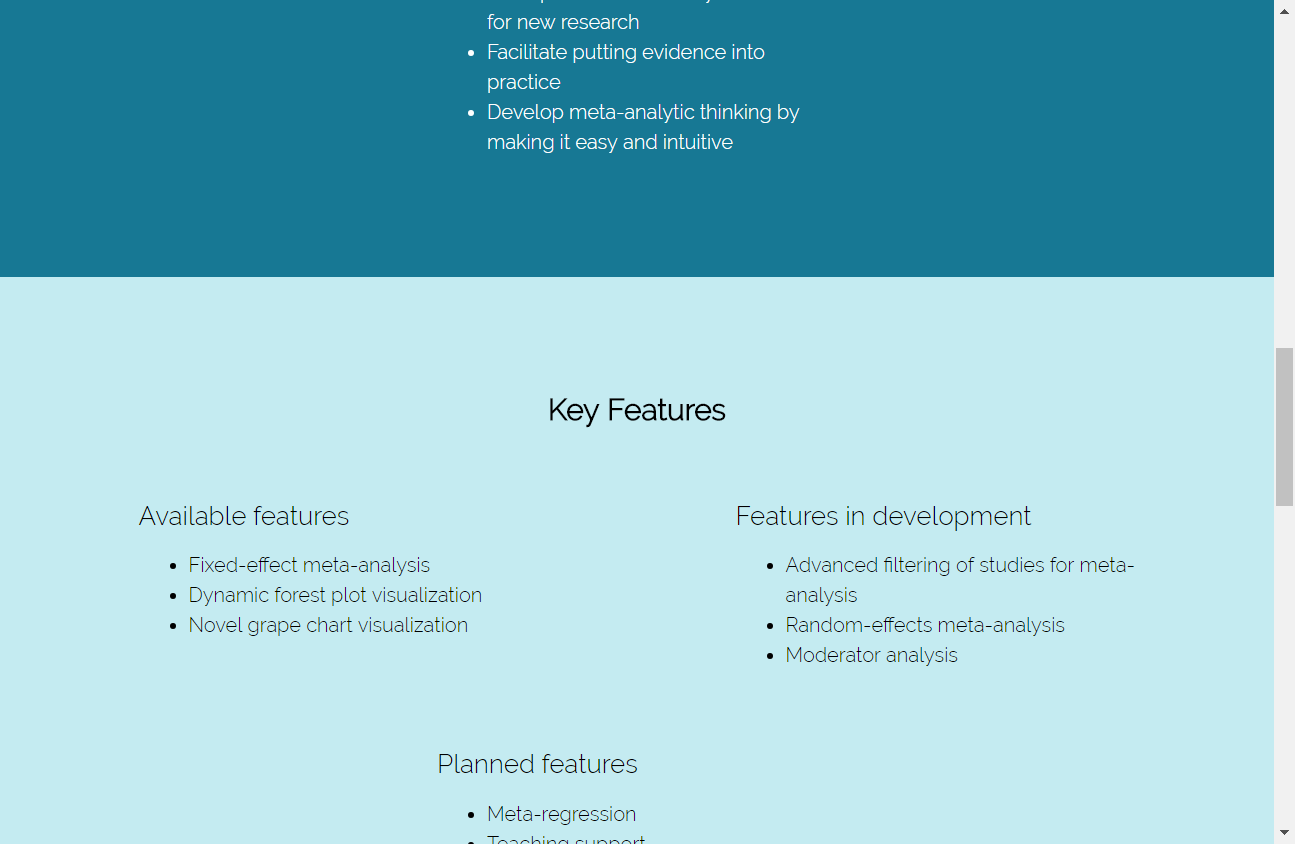 for new research
• Facilitate putting evidence into
practice
• Develop meta-analytic thinking by
making it easy and intuitive
Key Features
Available features
• Fixed-effect meta-analysis
• Dynamic forest plot visualization
• Novel grape chart visualization
Features in development
• Advanced filtering of studies for meta-
analysis
• Random-effects meta-analysis
• Moderator analysis
Planned features
• Meta-regression
• Teaching support